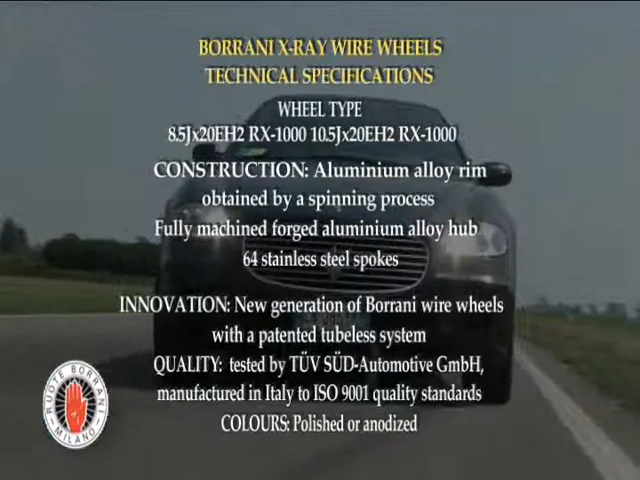 BORRANI X-RAY WIRE WHEELS
TECHNICAL SPECIFICATIONS
WHEEL TYPE
8.5Jx20EH2 RX-1000 10.5Jx20EH2 RX-1000
CONSTRUCTION: Aluminium alloy rim
obtained by a spinning process
Fully machined forged aluminium alloy hub
64 stainless steel spokes
INNOVATION: New generation of Borrani wire wheels
with a patented tubeless system
QUALITY: tested by TÜV SÜD-Automotive GmbH,
manufactured in Italy to ISO 9001 quality standards
COLOURS: Polished or anodized
RUOTE BORRANI
MILANO